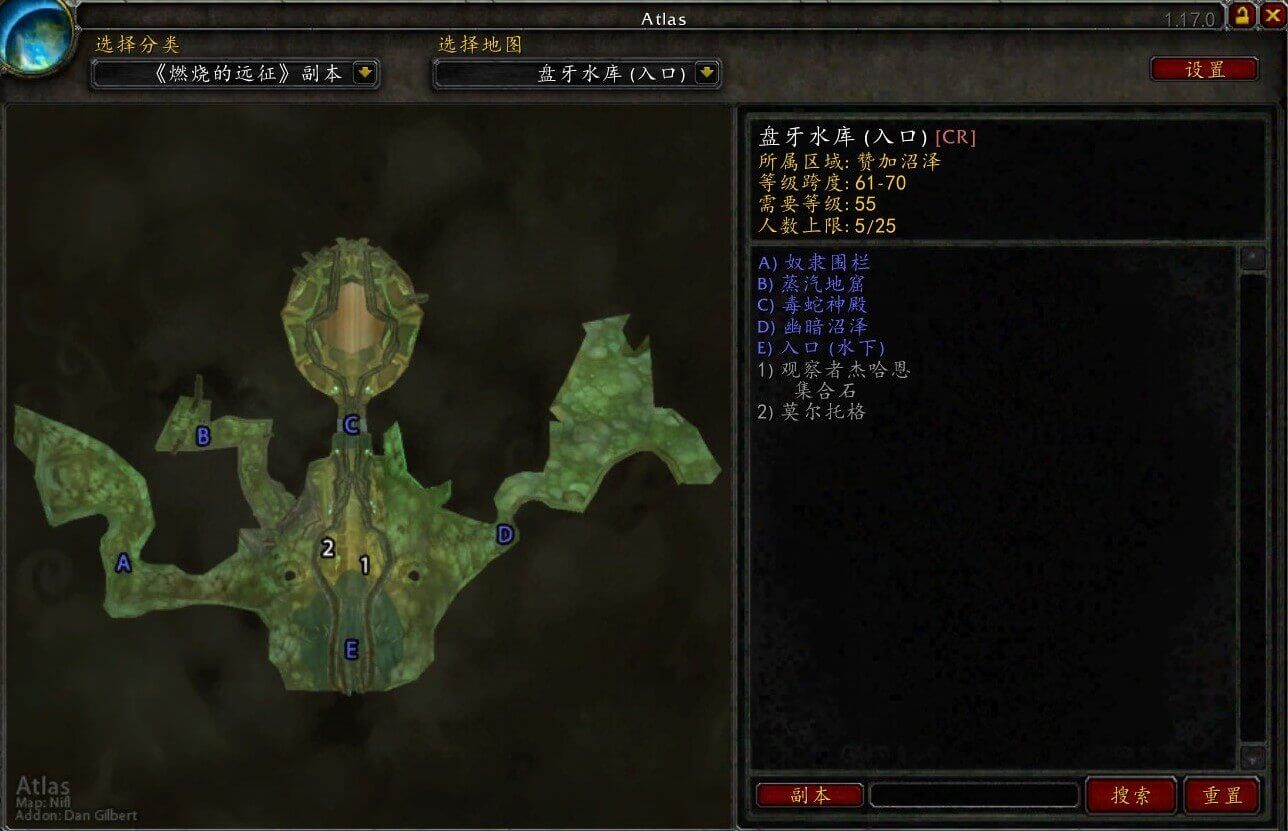 Atlas
1.17.0
选择分类
选择地图
《燃烧的远征》副本
盘牙水库 (入口)
设置
盘牙水库 (入口) [CR]
所属区域: 赞加沼泽
等级跨度: 61-70
需要等级: 55
人数上限: 5/25
A) 奴隶围栏
B) 蒸汽地窟
C) 毒蛇神殿
D) 幽暗沼泽
E) 入口 (水下)
1) 观察者杰哈恩
集合石
2) 莫尔托格
C
B
D
2
1
A
E
Atlas
Map: Nifl
Addon: Dan Gilbert
副本
搜索
重置